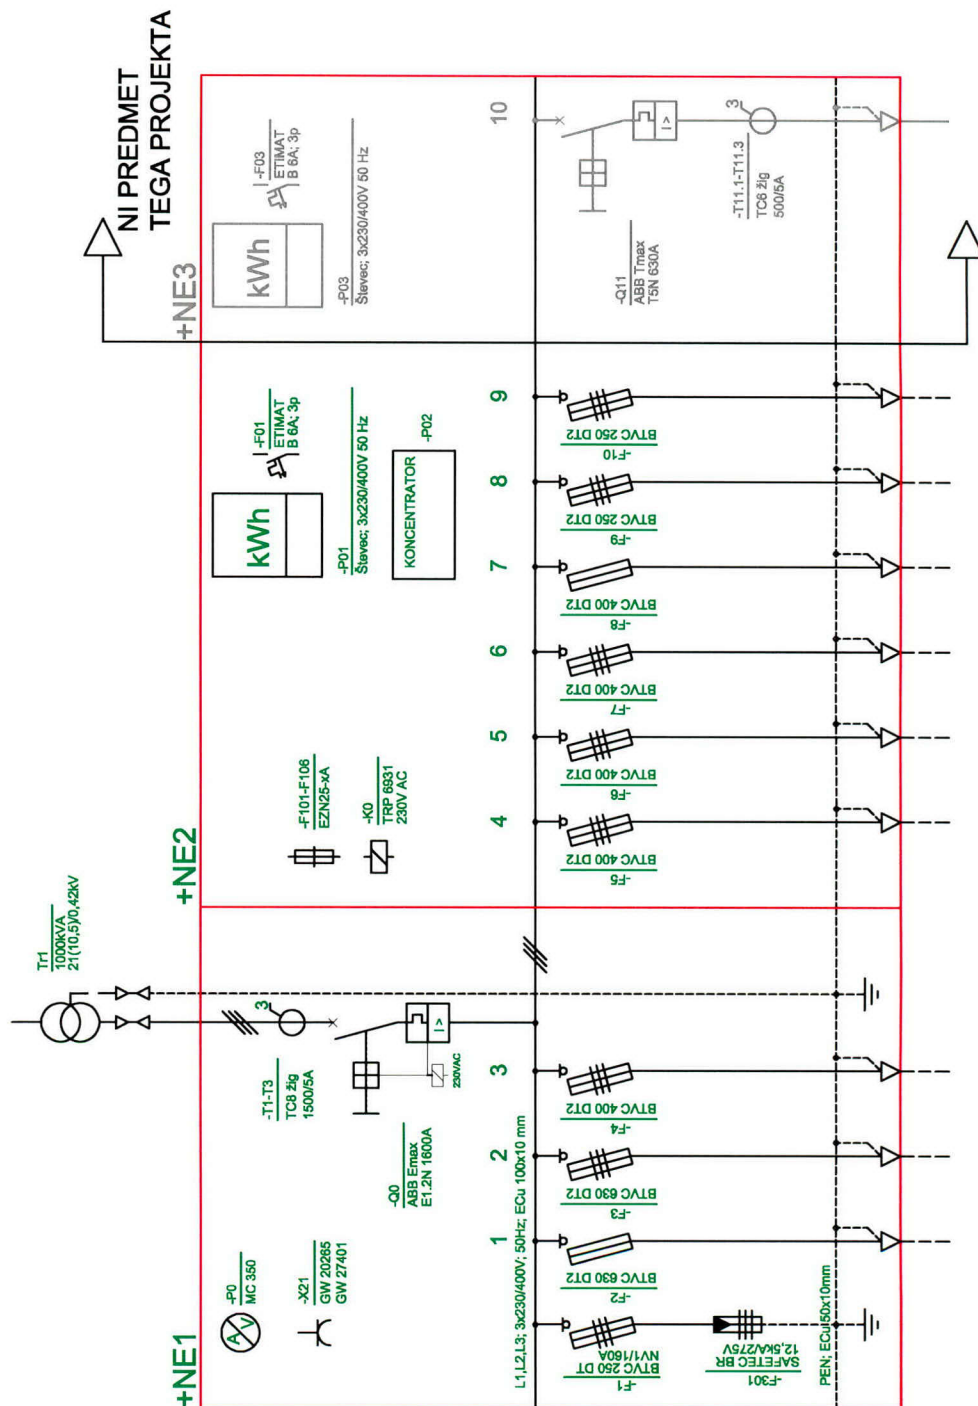 NI PREDMET
TEGA PROJEKTA
+NE1
+NE2
+NE3
Tr1
1000kVA
21(10,5)/0,42kV
-P0
MC 350
A
V
-X21
GW 20265
GW 27401
-T1-T3
TC8 žig
1500/5A
3
-Q0
ABB Emax
E1.2N 1600A
I>
230VAC
-F101-F106
EZN25-xA
-K0
TRP 6931
230V AC
kWh
-F01
ETIMAT
B 6A; 3p
-P01
Števec; 3x230/400V 50 Hz
KONCENTRATOR
-P02
kWh
-F03
ETIMAT
B 6A; 3p
-P03
Števec; 3x230/400V 50 Hz
-Q11
ABB Tmax
T5N 630A
I>
3
-T11.1-T11.3
TC6 žig
500/5A
1
2
3
4
5
6
7
8
9
10
L1,L2,L3; 3x230/400V; 50Hz; ECu 100x10 mm
-F1
BTVC 250 DT
NV1/160A
-F2
BTVC 630 DT2
-F3
BTVC 630 DT2
-F4
BTVC 400 DT2
-F5
BTVC 400 DT2
-F6
BTVC 400 DT2
-F7
BTVC 400 DT2
-F8
BTVC 400 DT2
-F9
BTVC 250 DT2
-F10
BTVC 250 DT2
-F301
SAFETEC BR
12,5kA/275V
PEN; ECu 50x10mm